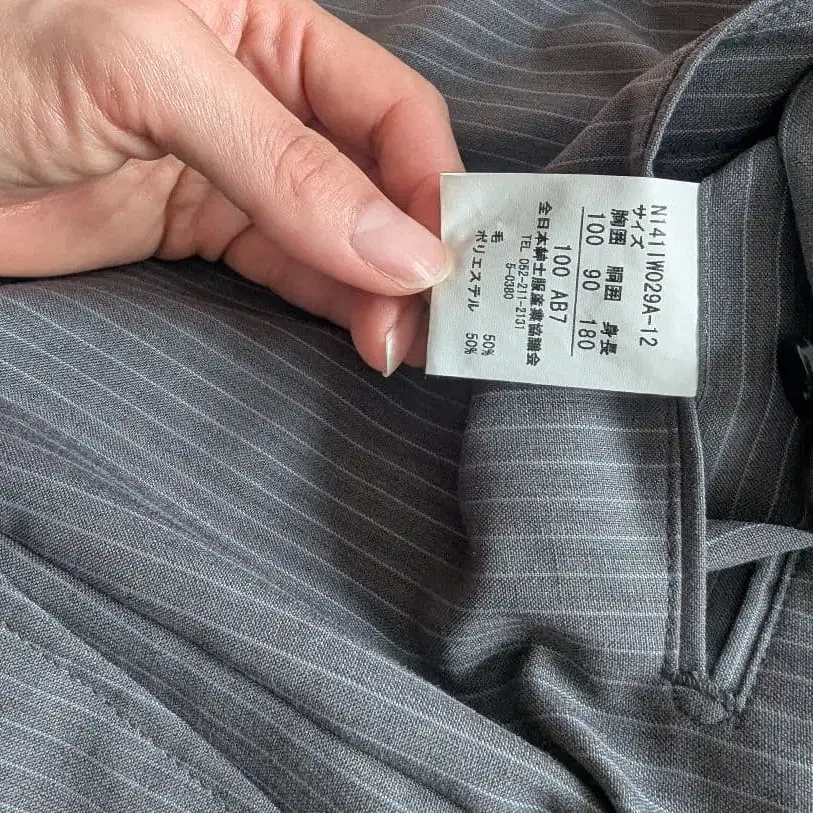 N1411W029A-12
サイズ
胸囲 胴囲 身長
100 90 180
100 AB7
全日本紳士服産業協議会
TEL 052-211-2131
5-0380
毛 50%
ポリエステル 50%